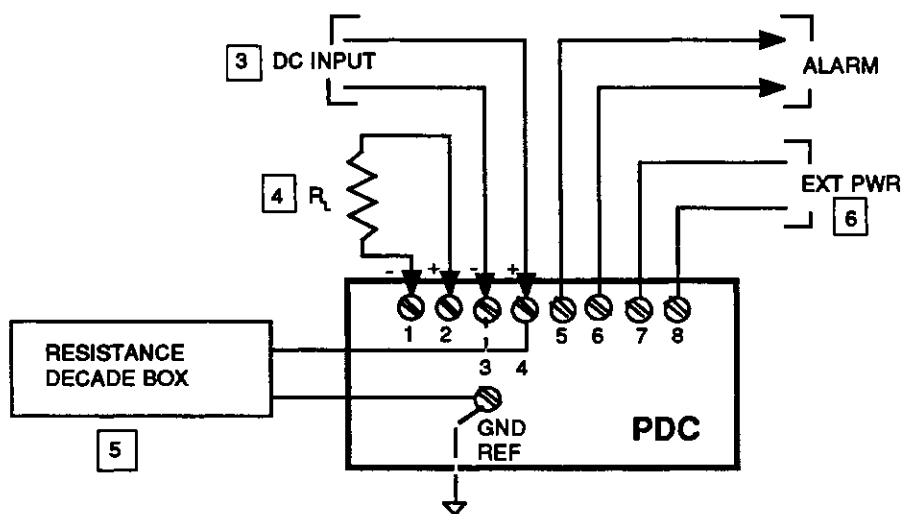 3 DC INPUT
ALARM
4 RL
EXT PWR
6
- + - +
1 2 3 4 5 6 7 8
RESISTANCE
DECADE BOX
5
GND
REF
PDC